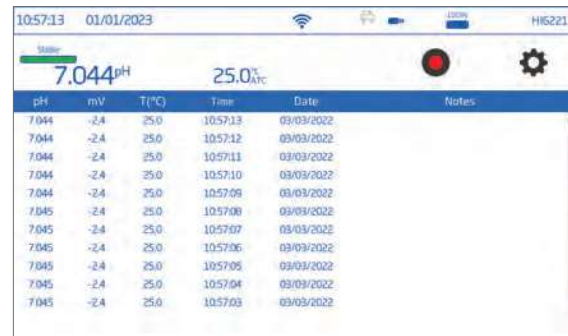 10:57:13 01/01/2023 HI6221
Stable
7.044pH 25.0°C ATC
pH mV T(°C) Time Date Notes
7.044 -2.4 25.0 10:57:13 03/03/2022
7.044 -2.4 25.0 10:57:12 03/03/2022
7.044 -2.4 25.0 10:57:11 03/03/2022
7.044 -2.4 25.0 10:57:10 03/03/2022
7.044 -2.4 25.0 10:57:09 03/03/2022
7.045 -2.4 25.0 10:57:08 03/03/2022
7.045 -2.4 25.0 10:57:07 03/03/2022
7.045 -2.4 25.0 10:57:06 03/03/2022
7.045 -2.4 25.0 10:57:05 03/03/2022
7.045 -2.4 25.0 10:57:04 03/03/2022
7.045 -2.4 25.0 10:57:03 03/03/2022